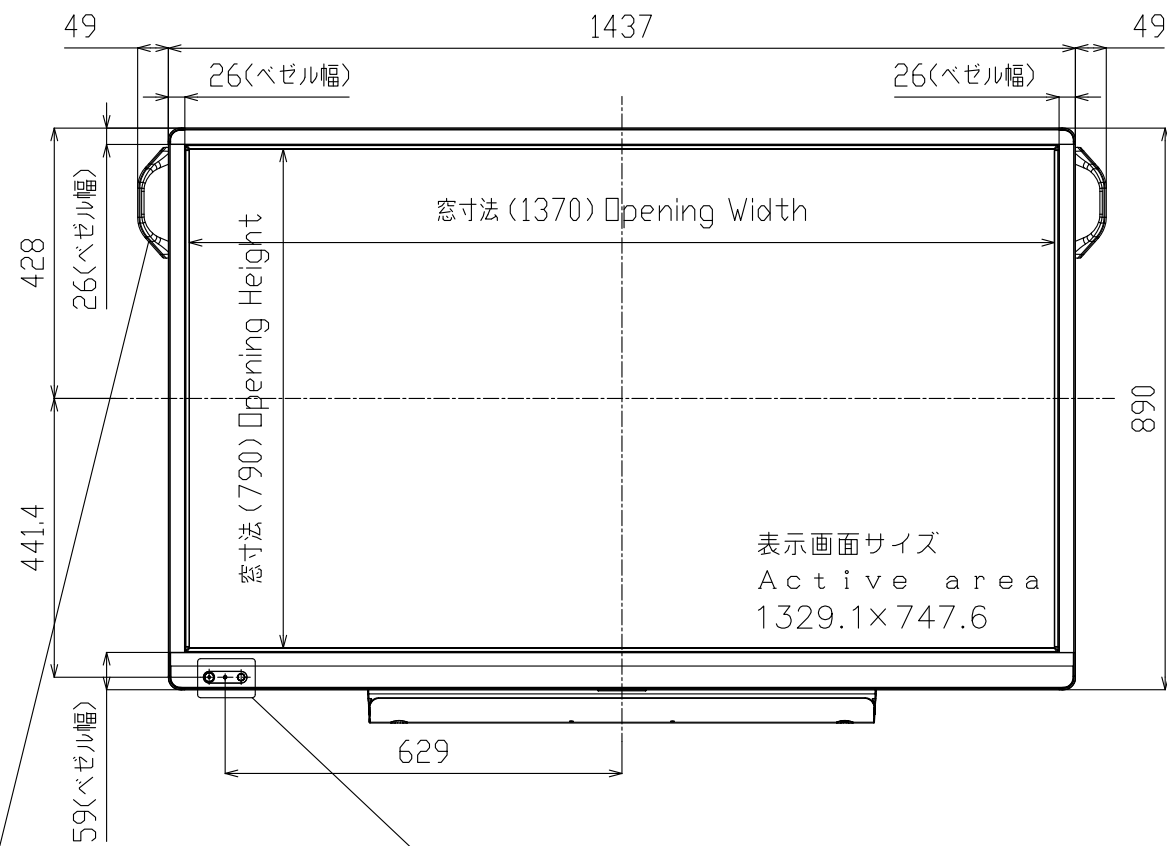 49
1437
49
26(ベゼル幅)
26(ベゼル幅)
26(ベゼル幅)
428
窓寸法(1370)Opening Width
窓寸法(790)Opening Height
890
441.4
表示画面サイズ
Active area
1329.1×747.6
59(ベゼル幅)
629